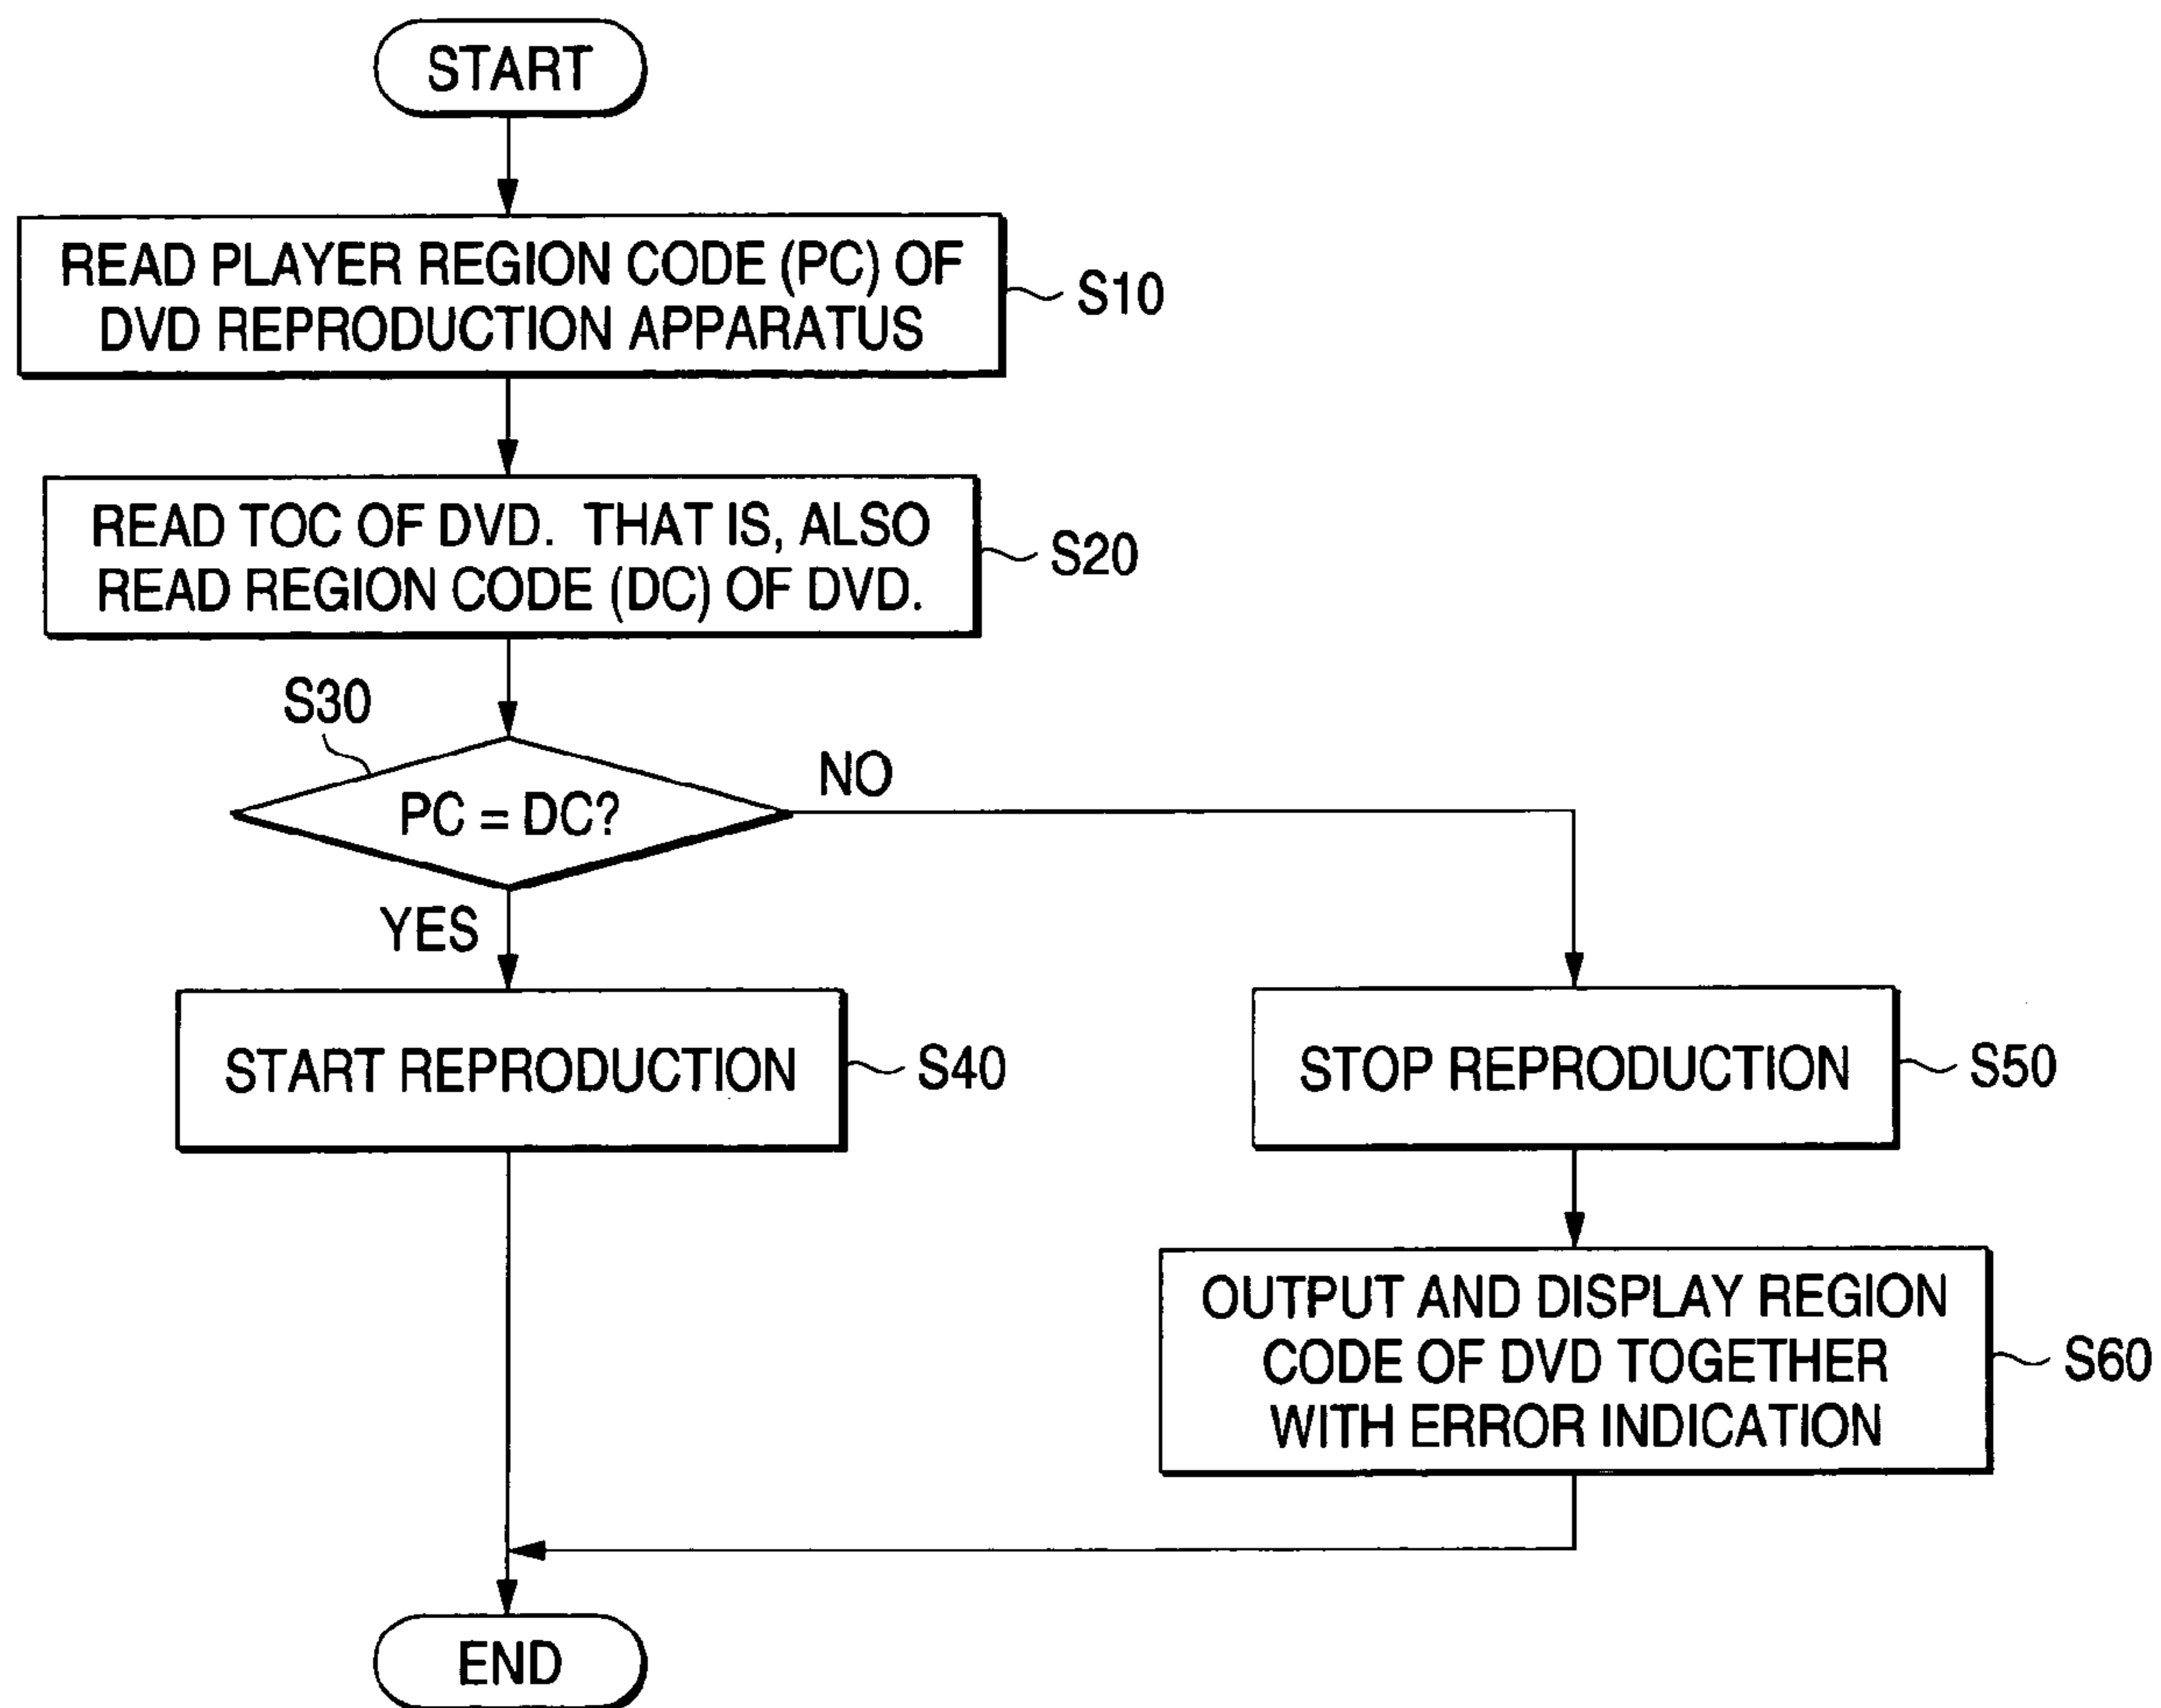 START
READ PLAYER REGION CODE (PC) OF
DVD REPRODUCTION APPARATUS
S10
READ TOC OF DVD. THAT IS, ALSO
READ REGION CODE (DC) OF DVD.
S20
S30
PC = DC?
NO
YES
START REPRODUCTION
S40
STOP REPRODUCTION
S50
OUTPUT AND DISPLAY REGION
CODE OF DVD TOGETHER
WITH ERROR INDICATION
S60
END